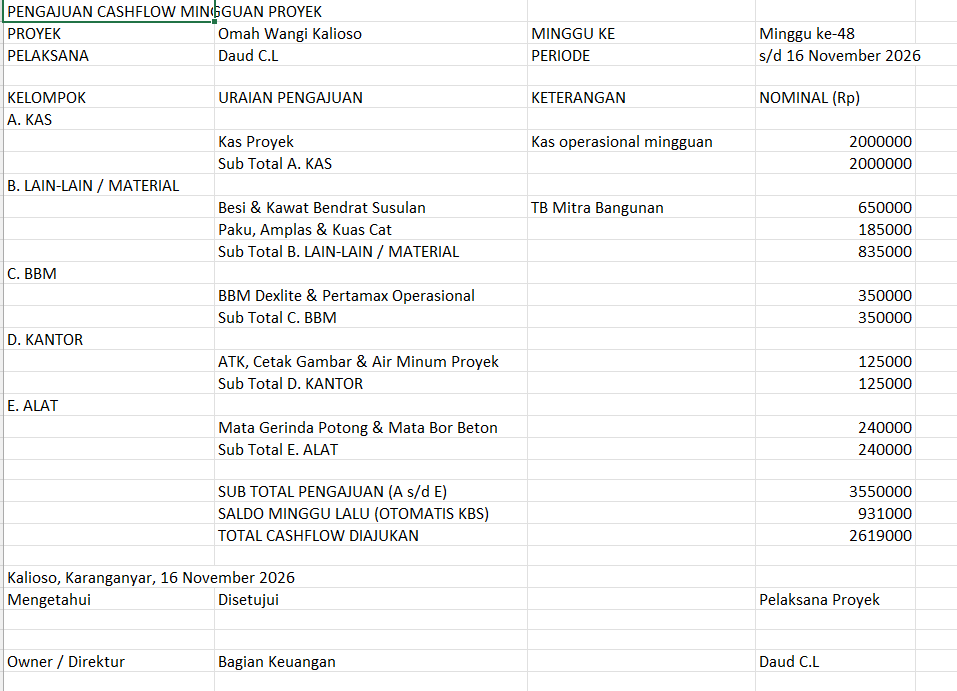 PENGAJUAN CASHFLOW MINGGUAN PROYEK
PROYEK Omah Wangi Kalioso MINGGU KE Minggu ke-48
PELAKSANA Daud C.L PERIODE s/d 16 November 2026
KELOMPOK URAIAN PENGAJUAN KETERANGAN NOMINAL (Rp)
A. KAS
Kas Proyek Kas operasional mingguan 2000000
Sub Total A. KAS 2000000
B. LAIN-LAIN / MATERIAL
Besi & Kawat Bendrat Susulan TB Mitra Bangunan 650000
Paku, Amplas & Kuas Cat 185000
Sub Total B. LAIN-LAIN / MATERIAL 835000
C. BBM
BBM Dexlite & Pertamax Operasional 350000
Sub Total C. BBM 350000
D. KANTOR
ATK, Cetak Gambar & Air Minum Proyek 125000
Sub Total D. KANTOR 125000
E. ALAT
Mata Gerinda Potong & Mata Bor Beton 240000
Sub Total E. ALAT 240000
SUB TOTAL PENGAJUAN (A s/d E) 3550000
SALDO MINGGU LALU (OTOMATIS KBS) 931000
TOTAL CASHFLOW DIAJUKAN 2619000
Kalioso, Karanganyar, 16 November 2026
Mengetahui Disetujui Pelaksana Proyek
Owner / Direktur Bagian Keuangan Daud C.L